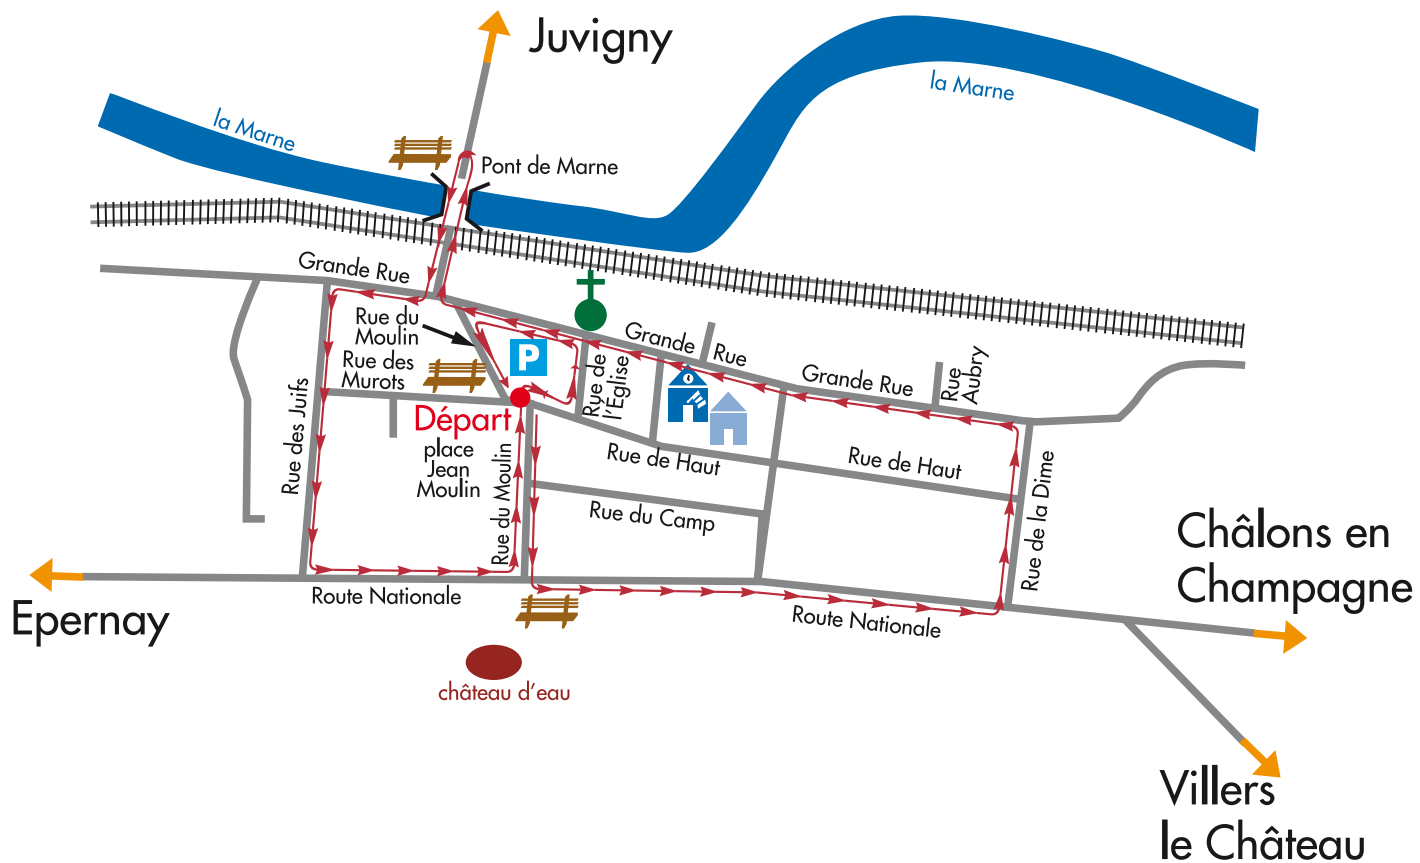 Juvigny
la Marne
la Marne
Pont de Marne
Grande Rue
Rue du
Moulin
Rue des
Murots
P
Grande
Rue
Rue de
l'Eglise
Grande Rue
Rue
Aubry
Rue des Juifs
Départ
place
Jean
Moulin
Rue du Moulin
Rue de Haut
Rue de Haut
Rue du Camp
Rue de la Dime
Châlons en
Champagne
Epernay
Route Nationale
Route Nationale
château d'eau
Villers
le Château